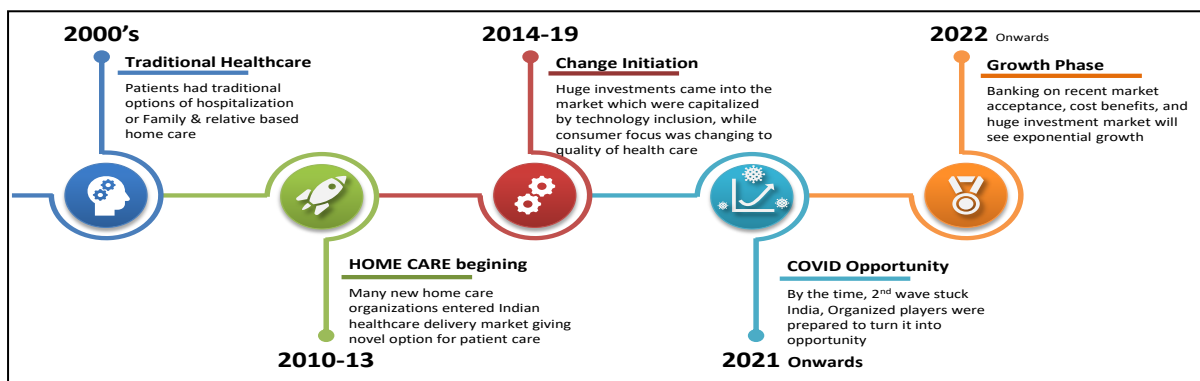 2000's
Traditional Healthcare
Patients had traditional
options of hospitalization
or Family & relative based
home care
HOME CARE begining
Many new home care
organizations entered Indian
healthcare delivery market giving
novel option for patient care
2010-13
2014-19
Change Initiation
Huge investments came into the
market which were capitalized
by technology inclusion, while
consumer focus was changing to
quality of health care
COVID Opportunity
By the time, 2nd wave stuck
India, Organized players were
prepared to turn it into
opportunity
2021 Onwards
2022 Onwards
Growth Phase
Banking on recent market
acceptance, cost benefits, and
huge investment market will
see exponential growth